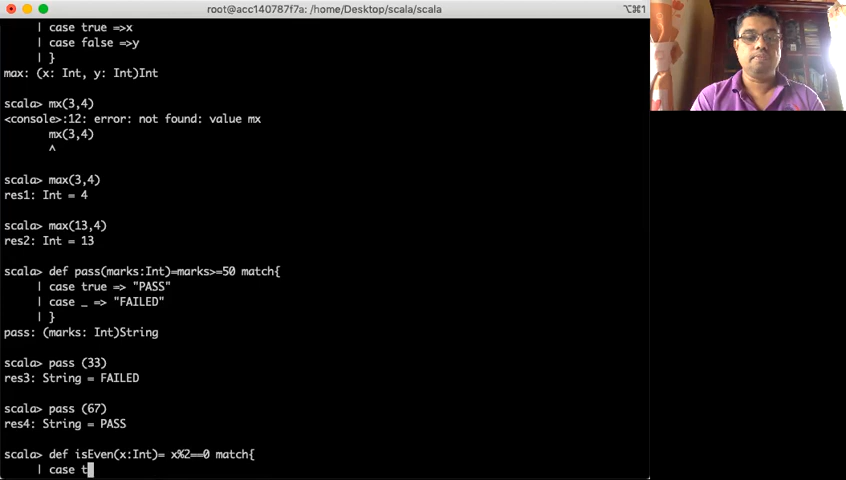 root@acc140787f7a: /home/Desktop/scala/scala
⌥⌘1
| case true =>x
| case false =>y
| }
max: (x: Int, y: Int)Int
scala> mx(3,4)
<console>:12: error: not found: value mx
mx(3,4)
^
scala> max(3,4)
res1: Int = 4
scala> max(13,4)
res2: Int = 13
scala> def pass(marks:Int)=marks>=50 match{
| case true => "PASS"
| case _ => "FAILED"
| }
pass: (marks: Int)String
scala> pass (33)
res3: String = FAILED
scala> pass (67)
res4: String = PASS
scala> def isEven(x:Int)= x%2==0 match{
| case t